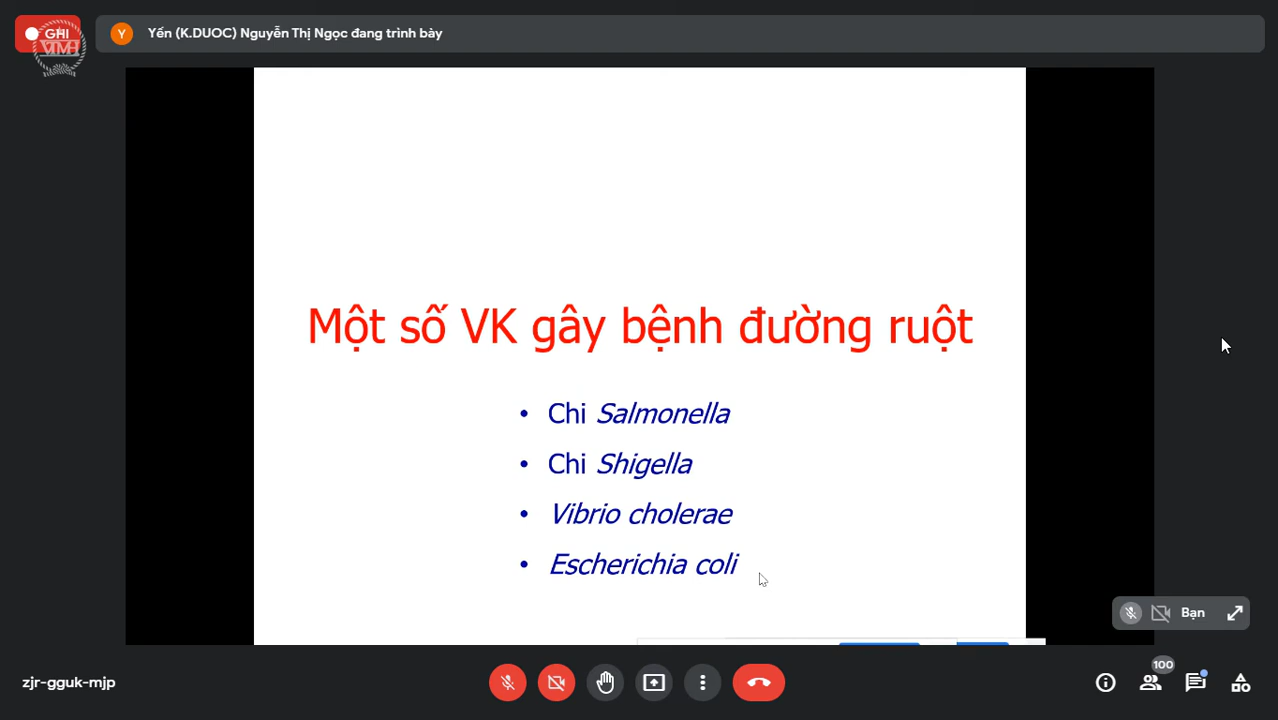 GHI
VTMH
Yến (K.DUOC) Nguyễn Thị Ngọc đang trình bày
Một số VK gây bệnh đường ruột
• Chi Salmonella
• Chi Shigella
• Vibrio cholerae
• Escherichia coli
Bạn
zjr-gguk-mjp
100